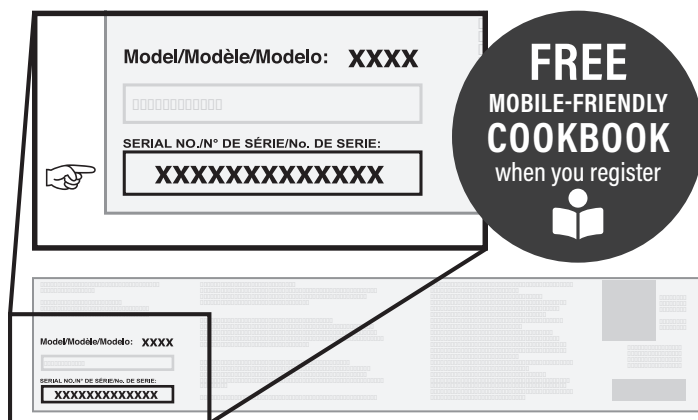 Model/Modèle/Modelo: XXXX
SERIAL NO./N° DE SÉRIE/No. DE SERIE:
XXXXXXXXXXXXX
FREE
MOBILE-FRIENDLY
COOKBOOK
when you register
Model/Modèle/Modelo: XXXX
SERIAL NO./N° DE SÉRIE/No. DE SERIE:
XXXXXXXXXXXXX